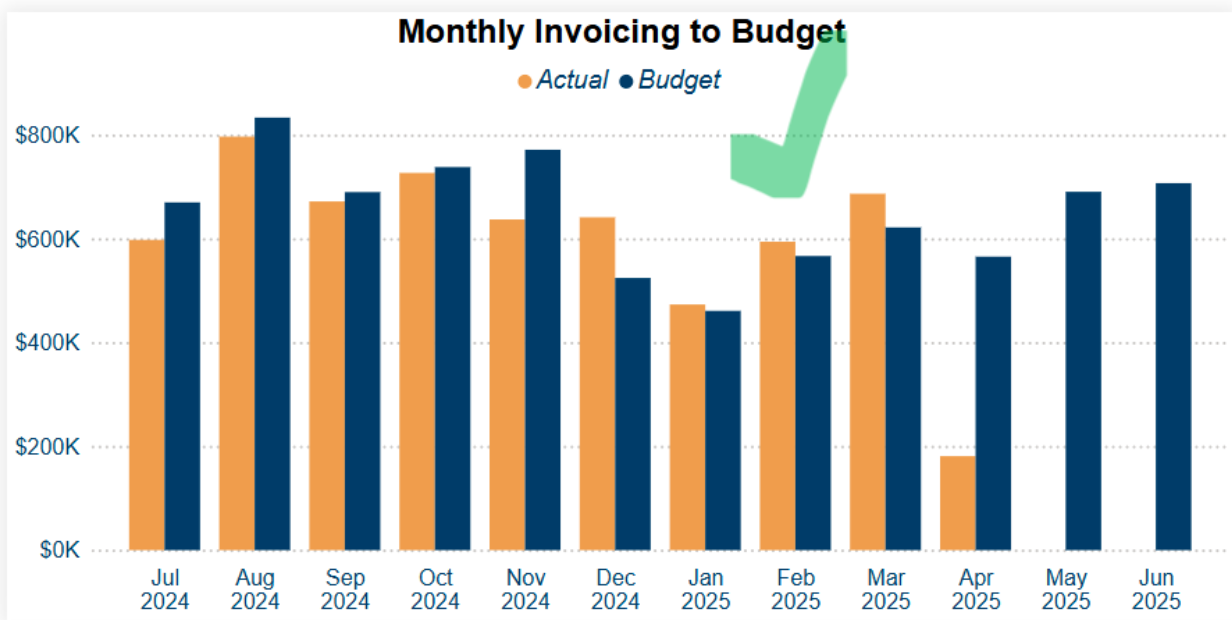 Monthly Invoicing to Budget
Actual Budget
$800K
$600K
$400K
$200K
$0K
Jul Aug Sep Oct Nov Dec Jan Feb Mar Apr May Jun
2024 2024 2024 2024 2024 2024 2025 2025 2025 2025 2025 2025